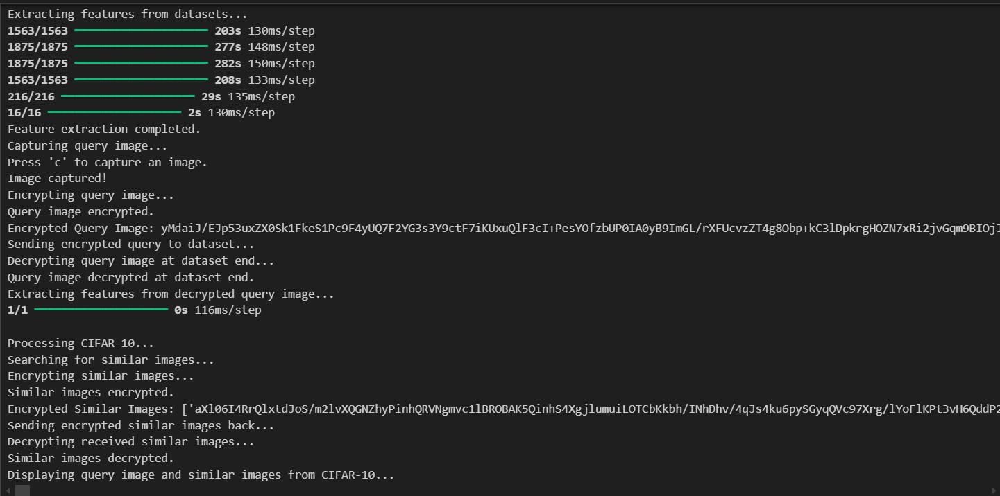 Extracting features from datasets...
1563/1563 ━━━━━━━━━━━━━━━━━━━━ 203s 130ms/step
1875/1875 ━━━━━━━━━━━━━━━━━━━━ 277s 148ms/step
1875/1875 ━━━━━━━━━━━━━━━━━━━━ 282s 150ms/step
1563/1563 ━━━━━━━━━━━━━━━━━━━━ 208s 133ms/step
216/216 ━━━━━━━━━━━━━━━━━━━━ 29s 135ms/step
16/16 ━━━━━━━━━━━━━━━━━━━━ 2s 130ms/step
Feature extraction completed.
Capturing query image...
Press 'c' to capture an image.
Image captured!
Encrypting query image...
Query image encrypted.
Encrypted Query Image: yMdaiJ/EJp53uxZX0Sk1FkeS1Pc9F4yUQ7F2YG3s3Y9ctF7iKUxuQlF3cI+PesYOfzbUP0IA0yB9ImGL/rXFUcvzZT4g8Obp+kC3lDpkrgHOZN7xRi2jvGqm9BIOjJ
Sending encrypted query to dataset...
Decrypting query image at dataset end...
Query image decrypted at dataset end.
Extracting features from decrypted query image...
1/1 ━━━━━━━━━━━━━━━━━━━━ 0s 116ms/step
Processing CIFAR-10...
Searching for similar images...
Encrypting similar images...
Similar images encrypted.
Encrypted Similar Images: ['aXl06I4RrQlxtdJoS/m2lvXQGNZhyPinhQRVNgmvc1lBROBAK5QinhS4XgjlumuiLOTCbKkbh/INhDhv/4qJs4ku6pySGyqQVc97Xrg/lYoFlKPt3vH6QddP2
Sending encrypted similar images back...
Decrypting received similar images...
Similar images decrypted.
Displaying query image and similar images from CIFAR-10...